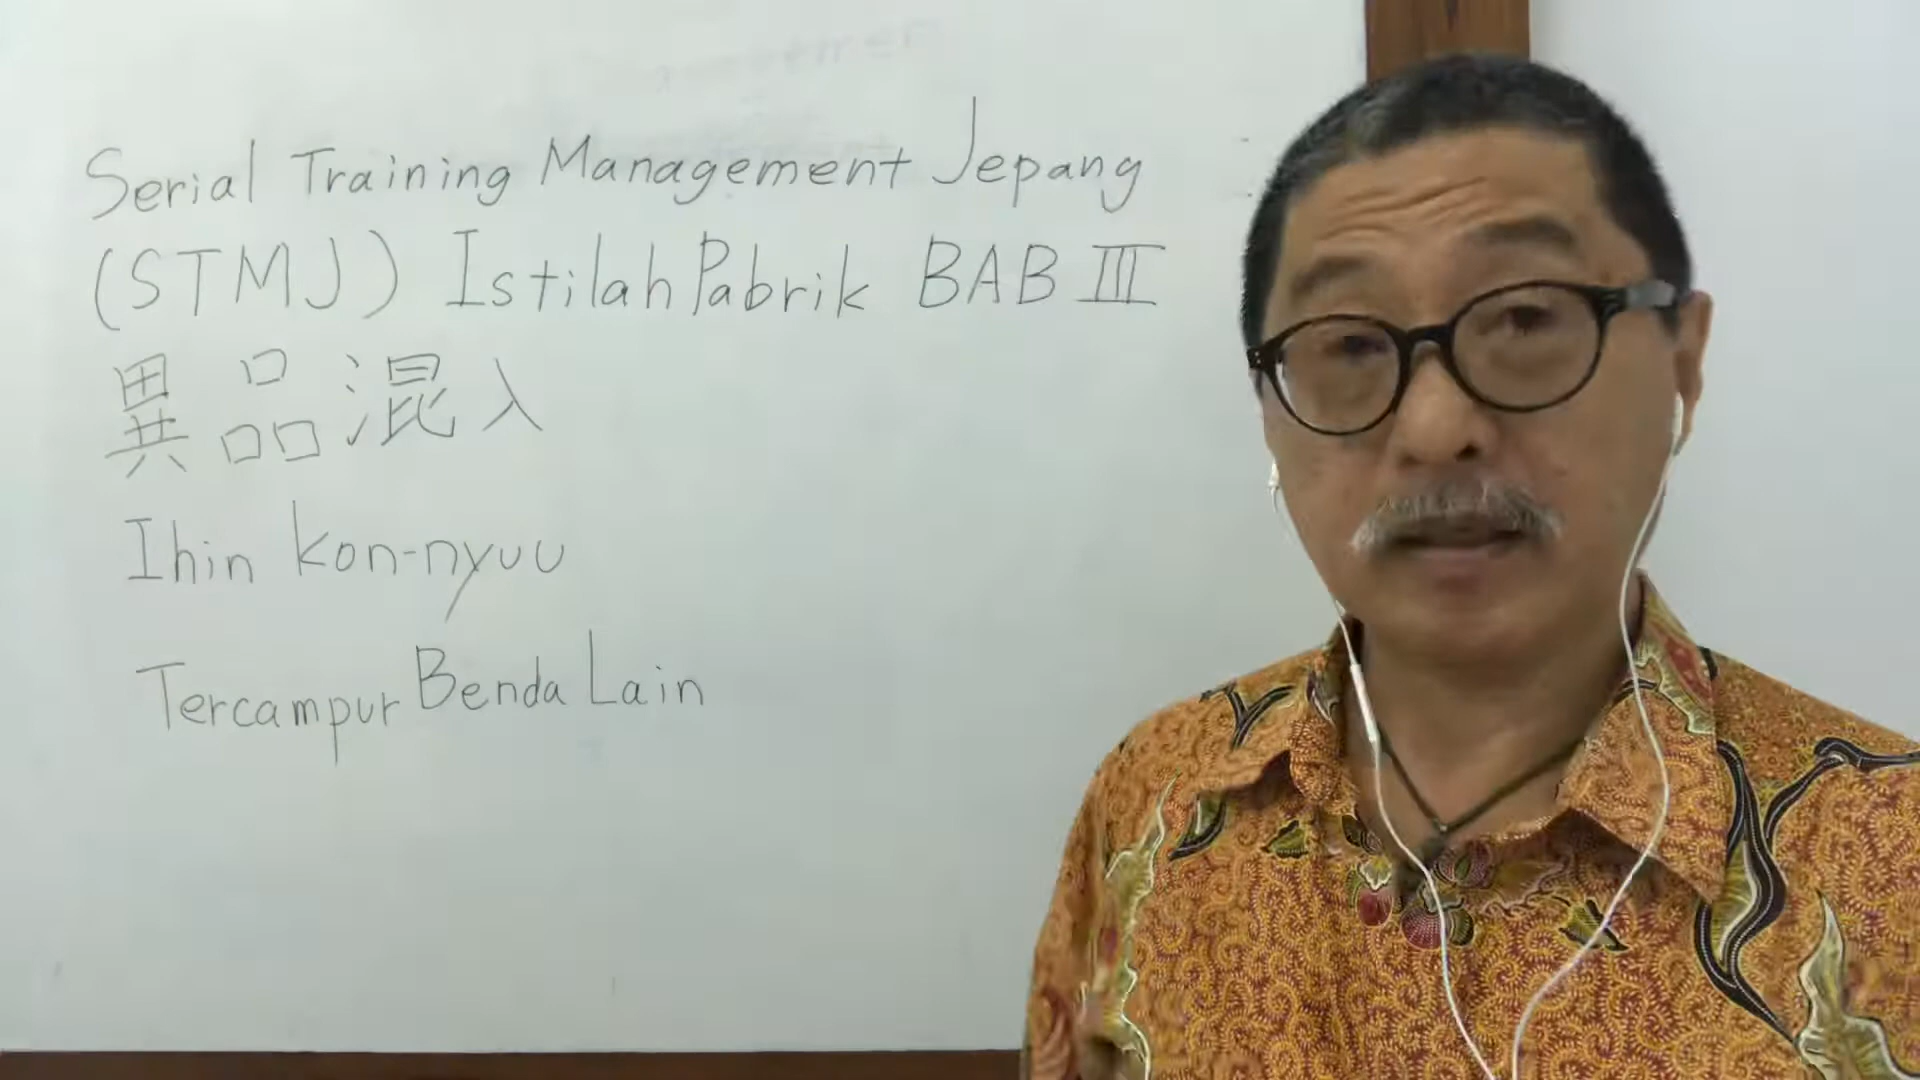 Serial Training Management Jepang
(STMJ) Istilah Pabrik BAB III
異品混入
Ihin kon-nyuu
Tercampur Benda Lain